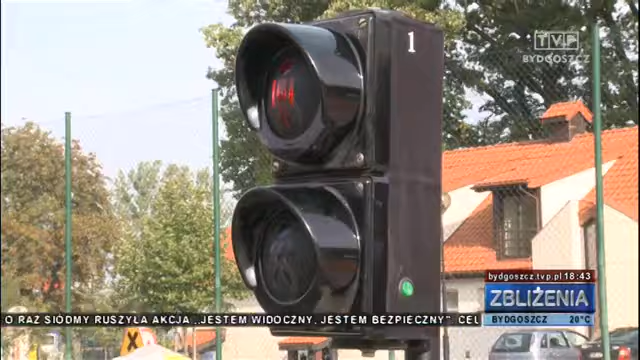 1
TVP
BYDGOSZCZ
bydgoszcz.tvp.pl 18:43
ZBLIŻENIA
O RAZ SIÓDMY RUSZYŁA AKCJA „JESTEM WIDOCZNY, JESTEM BEZPIECZNY" CEL
BYDGOSZCZ 20°C